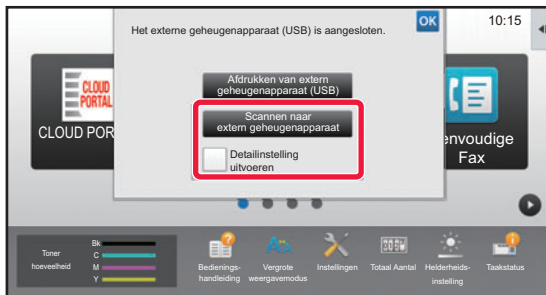 Het externe geheugenapparaat (USB) is aangesloten.
OK
10:15
Afdrukken van extern
geheugenapparaat (USB)
Scannen naar
extern geheugenapparaat
Detailinstelling
uitvoeren
CLOUD
PORTAL
CLOUD POR
envoudige
Fax
Toner
hoeveelheid
Bk
C
M
Y
Bedienings-
handleiding
Vergrote
weergavemodus
Instellingen
Totaal Aantal
Helderheids-
instelling
Taakstatus